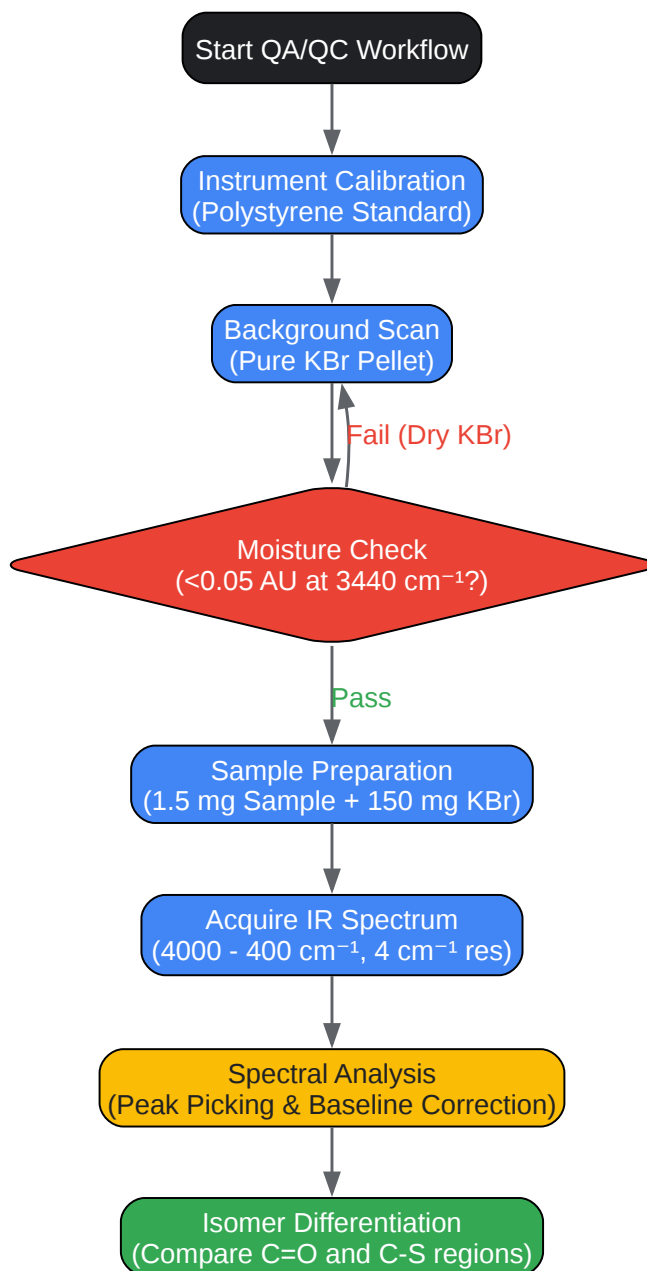 Start QA/QC Workflow
Instrument Calibration
(Polystyrene Standard)
Background Scan
(Pure KBr Pellet)
Fail (Dry KBr)
Moisture Check
(<0.05 AU at 3440 cm⁻¹?)
Pass
Sample Preparation
(1.5 mg Sample + 150 mg KBr)
Acquire IR Spectrum
(4000 - 400 cm⁻¹, 4 cm⁻¹ res)
Spectral Analysis
(Peak Picking & Baseline Correction)
Isomer Differentiation
(Compare C=O and C-S regions)